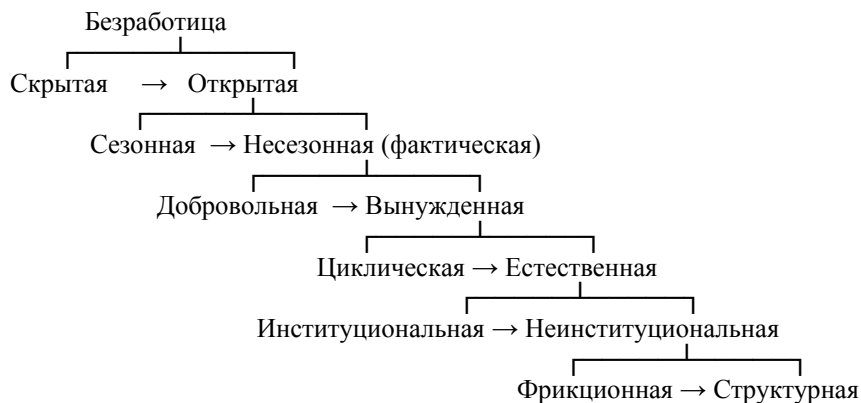 Безработица
Скрытая → Открытая
Сезонная → Несезонная (фактическая)
Добровольная → Вынужденная
Циклическая → Естественная
Институциональная → Неинституциональная
Фрикционная → Структурная